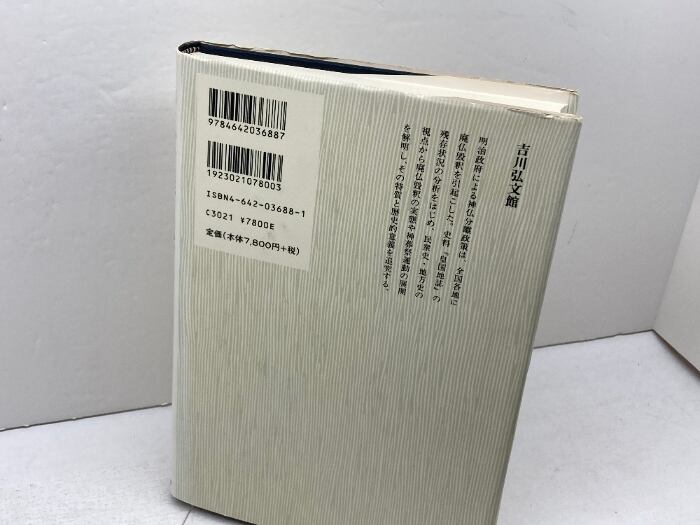 吉川弘文館
明治政府による神仏分離政策は、全国各地に
廃仏毀釈を引起こした。史料『皇国地誌』の
残存状況の分析をはじめ、民衆史・地方史の
視点から廃仏毀釈の実態や神葬祭運動の展開
を解明し、その特質と歴史的意義を追究する。
9784642036887
1923021078003
ISBN4-642-03688-1
C3021 ¥7800E
定価(本体7,800円+税)